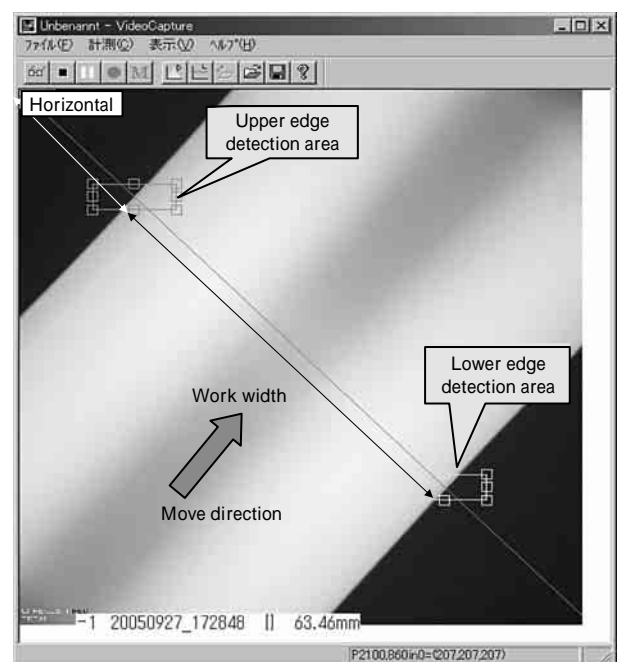 Unbenannt - VideoCapture
ファイル(F) 計測(C) 表示(V) ヘルプ(H)
Horizontal
Upper edge
detection area
Lower edge
detection area
Work width
Move direction
-1 20050927_172848 [] 63.46mm
P2100,860in0=(207,207,207)